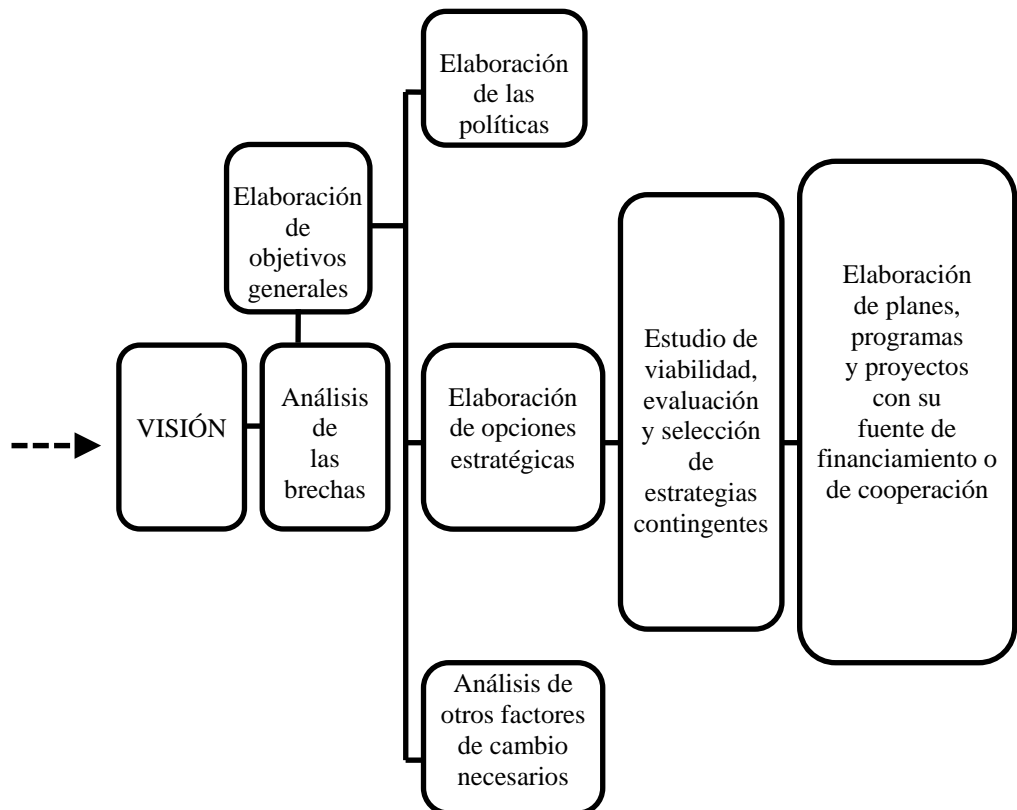 VISIÓN
Análisis
de
las
brechas
Elaboración
de
objetivos
generales
Elaboración
de las
políticas
Elaboración
de opciones
estratégicas
Análisis de
otros factores
de cambio
necesarios
Estudio de
viabilidad,
evaluación
y selección
de
estrategias
contingentes
Elaboración
de planes,
programas
y proyectos
con su
fuente de
financiamiento o
de cooperación